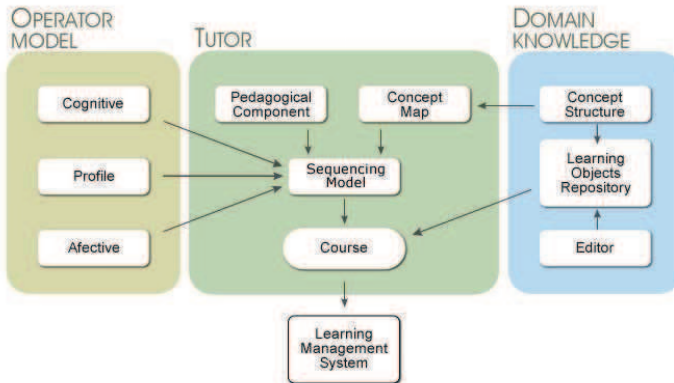 OPERATOR
MODEL
TUTOR
DOMAIN
KNOWLEDGE
Cognitive
Profile
Afective
Pedagogical
Component
Concept
Map
Sequencing
Model
Course
Learning
Management
System
Concept
Structure
Learning
Objects
Repository
Editor